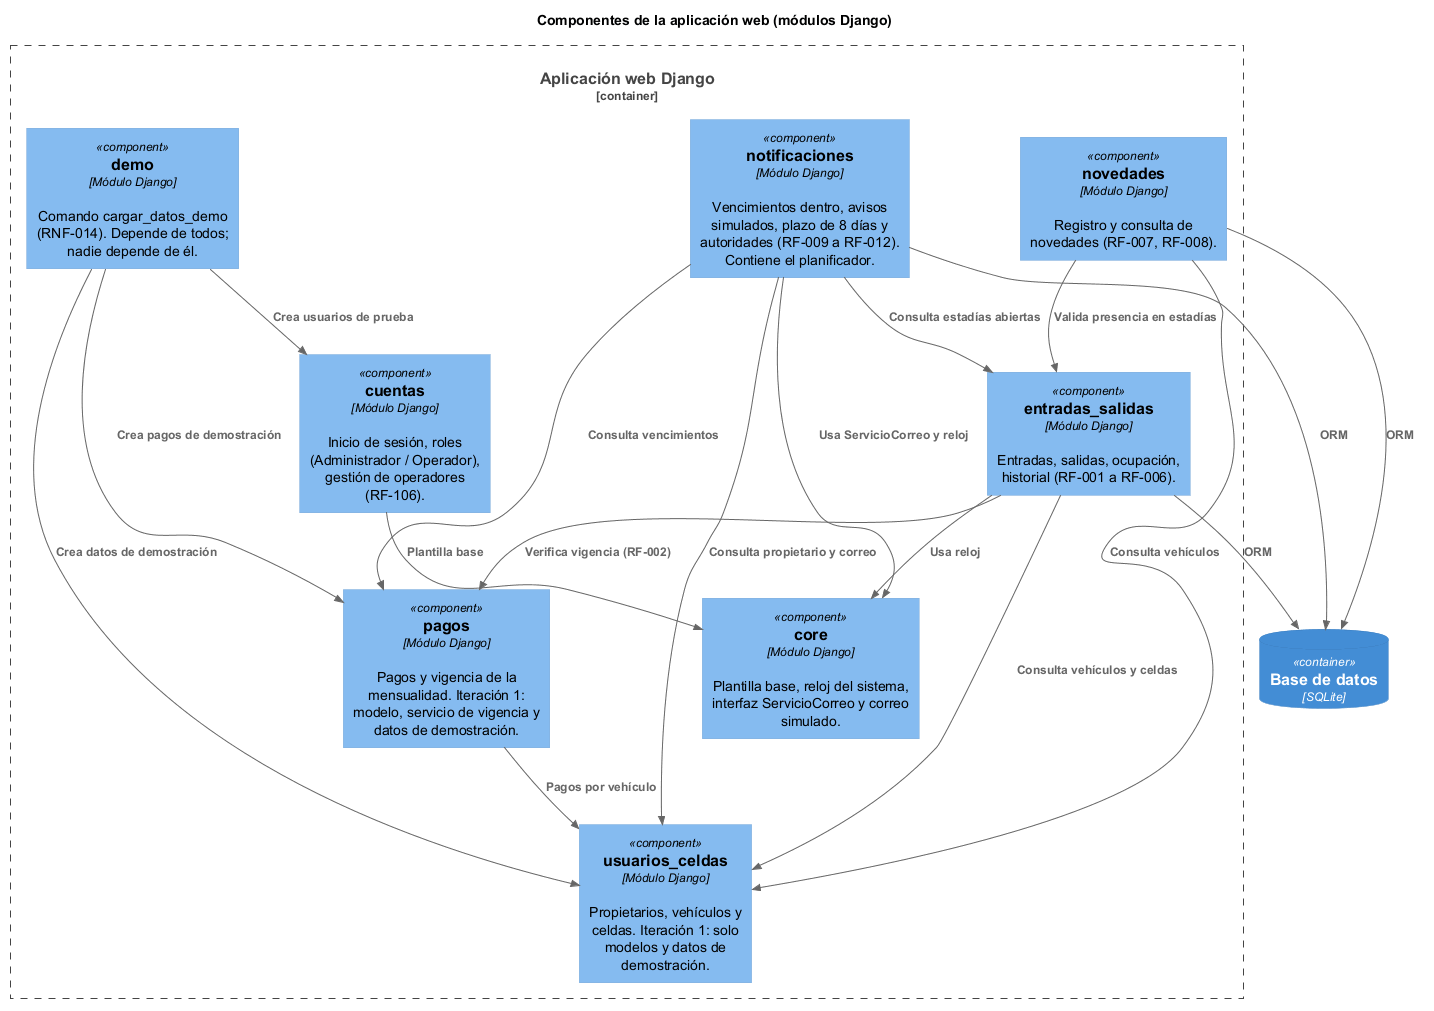 Componentes de la aplicación web (módulos Django)
Aplicación web Django
[container]
«component»
demo
[Módulo Django]
Comando cargar_datos_demo
(RNF-014). Depende de todos;
nadie depende de él.
«component»
notificaciones
[Módulo Django]
Vencimientos dentro, avisos
simulados, plazo de 8 días y
autoridades (RF-009 a RF-012).
Contiene el planificador.
«component»
novedades
[Módulo Django]
Registro y consulta de
novedades (RF-007, RF-008).
Crea usuarios de prueba
Consulta estadías abiertas
Valida presencia en estadías
«component»
cuentas
[Módulo Django]
Inicio de sesión, roles
(Administrador / Operador),
gestión de operadores
(RF-106).
«component»
entradas_salidas
[Módulo Django]
Entradas, salidas, ocupación,
historial (RF-001 a RF-006).
Crea pagos de demostración
Consulta vencimientos
Usa ServicioCorreo y reloj
ORM
ORM
Crea datos de demostración
Plantilla base
Verifica vigencia (RF-002)
Consulta propietario y correo
Usa reloj
Consulta vehículos
ORM
«component»
pagos
[Módulo Django]
Pagos y vigencia de la
mensualidad. Iteración 1:
modelo, servicio de vigencia y
datos de demostración.
«component»
core
[Módulo Django]
Plantilla base, reloj del sistema,
interfaz ServicioCorreo y correo
simulado.
Consulta vehículos y celdas
«container»
Base de datos
[SQLite]
Pagos por vehículo
«component»
usuarios_celdas
[Módulo Django]
Propietarios, vehículos y
celdas. Iteración 1: solo
modelos y datos de
demostración.